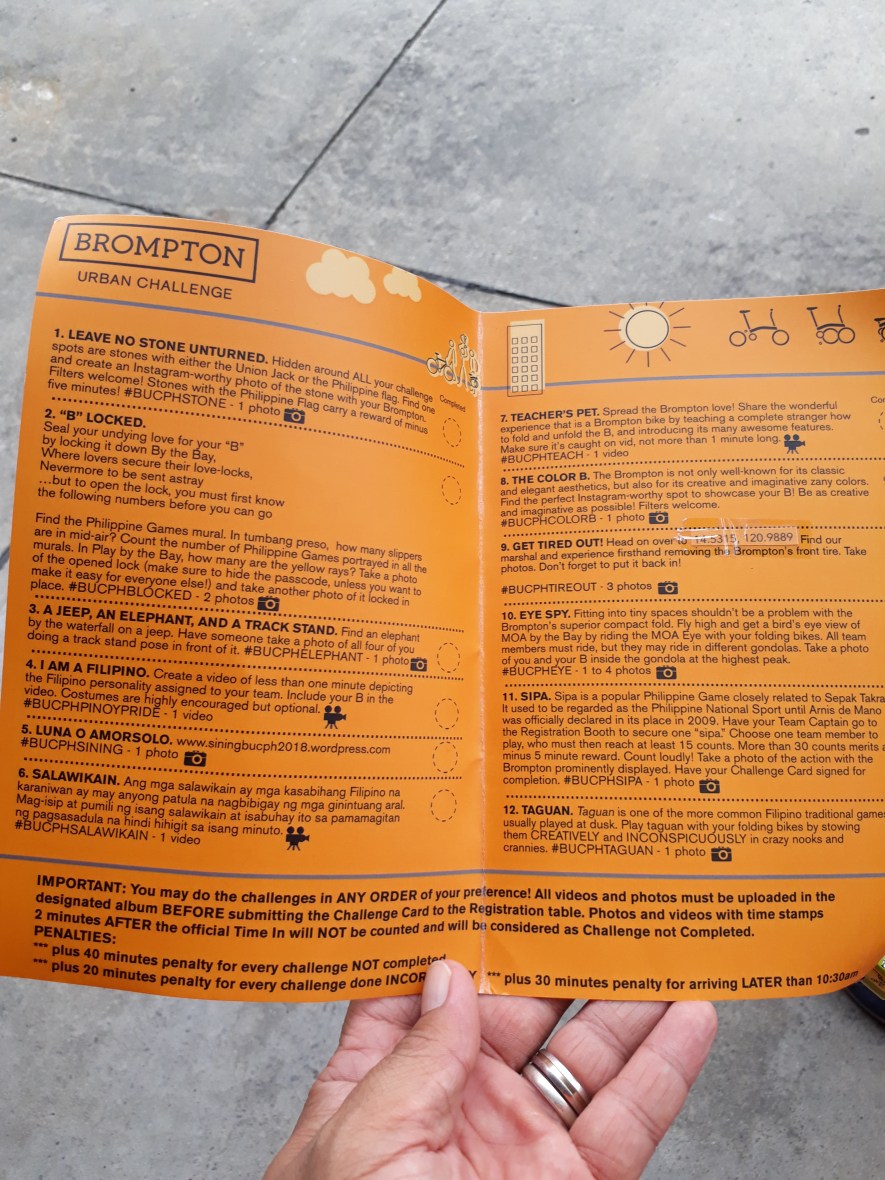 BROMPTON
URBAN CHALLENGE
Completed
1. LEAVE NO STONE UNTURNED. Hidden around ALL your challenge
spots are stones with either the Union Jack or the Philippine flag. Find one
and create an Instagram-worthy photo of the stone with your Brompton.
Filters welcome! Stones with the Philippine Flag carry a reward of minus
five minutes! #BUCPHSTONE - 1 photo
2. “B” LOCKED.
Seal your undying love for your “B”
by locking it down By the Bay,
Where lovers secure their love-locks,
Nevermore to be sent astray
...but to open the lock, you must first know
the following numbers before you can go
Find the Philippine Games mural. In tumbang preso, how many slippers
are in mid-air? Count the number of Philippine Games portrayed in all the
murals. In Play by the Bay, how many are the yellow rays? Take a photo
of the opened lock (make sure to hide the passcode, unless you want to
make it easy for everyone else!) and take another photo of it locked in
place. #BUCPHBLOCKED - 2 photos
3. A JEEP, AN ELEPHANT, AND A TRACK STAND. Find an elephant
by the waterfall on a jeep. Have someone take a photo of all four of you
doing a track stand pose in front of it. #BUCPHELEPHANT - 1 photo
4. I AM A FILIPINO. Create a video of less than one minute depicting
the Filipino personality assigned to your team. Include your B in the
video. Costumes are highly encouraged but optional.
#BUCPHPINOYPRIDE - 1 video
5. LUNA O AMORSOLO. www.siningbucph2018.wordpress.com
#BUCPHSINING - 1 photo
6. SALAWIKAIN. Ang mga salawikain ay mga kasabihang Filipino na
karaniwan ay may anyong patula na nagbibigay ng mga ginintuang aral.
Mag-isip at pumili ng isang salawikain at isabuhay ito sa pamamagitan
ng pagsasadula na hindi hihigit sa isang minuto.
#BUCPHSALAWIKAIN - 1 video
7. TEACHER'S PET. Spread the Brompton love! Share the wonderful
experience that is a Brompton bike by teaching a complete stranger how
to fold and unfold the B, and introducing its many awesome features.
Make sure it's caught on vid, not more than 1 minute long.
#BUCPHTEACH - 1 video
8. THE COLOR B. The Brompton is not only well-known for its classic
and elegant aesthetics, but also for its creative and imaginative zany colors.
Find the perfect Instagram-worthy spot to showcase your B! Be as creative
and imaginative as possible! Filters welcome.
#BUCPHCOLORB - 1 photo
9. GET TIRED OUT! Head on over to 14.5315, 120.9889 Find our
marshal and experience firsthand removing the Brompton's front tire. Take
photos. Don't forget to put it back in!
#BUCPHTIREOUT - 3 photos
10. EYE SPY. Fitting into tiny spaces shouldn't be a problem with the
Brompton's superior compact fold. Fly high and get a bird's eye view of
MOA by the Bay by riding the MOA Eye with your folding bikes. All team
members must ride, but they may ride in different gondolas. Take a photo
of you and your B inside the gondola at the highest peak.
#BUCPHEYE - 1 to 4 photos
11. SIPA. Sipa is a popular Philippine Game closely related to Sepak Takra
It used to be regarded as the Philippine National Sport until Arnis de Mano
was officially declared in its place in 2009. Have your Team Captain go to
the Registration Booth to secure one "sipa." Choose one team member to
play, who must then reach at least 15 counts. More than 30 counts merits a
minus 5 minute reward. Count loudly! Take a photo of the action with the
Brompton prominently displayed. Have your Challenge Card signed for
completion. #BUCPHSIPA - 1 photo
12. TAGUAN. Taguan is one of the more common Filipino traditional games
usually played at dusk. Play taguan with your folding bikes by stowing
them CREATIVELY and INCONSPICUOUSLY in crazy nooks and
crannies. #BUCPHTAGUAN - 1 photo
IMPORTANT: You may do the challenges in ANY ORDER of your preference! All videos and photos must be uploaded in the
designated album BEFORE submitting the Challenge Card to the Registration table. Photos and videos with time stamps
2 minutes AFTER the official Time In will NOT be counted and will be considered as Challenge not Completed.
PENALTIES:
*** plus 40 minutes penalty for every challenge NOT completed
*** plus 20 minutes penalty for every challenge done
*** plus 30 minutes penalty for arriving LATER than 10:30am